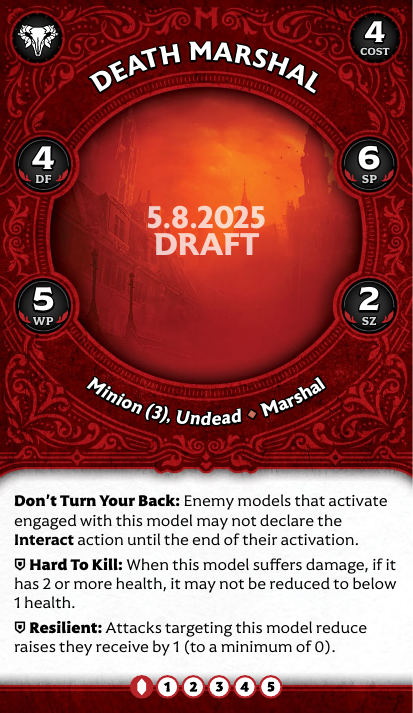 4
COST
DEATH MARSHAL
4
DF
6
SP
5.8.2025
DRAFT
5
WP
2
SZ
Minion (3), Undead ♦ Marshal
Don't Turn Your Back: Enemy models that activate
engaged with this model may not declare the
Interact action until the end of their activation.
Hard To Kill: When this model suffers damage, if it
has 2 or more health, it may not be reduced to below
1 health.
Resilient: Attacks targeting this model reduce
raises they receive by 1 (to a minimum of 0).
1 2 3 4 5